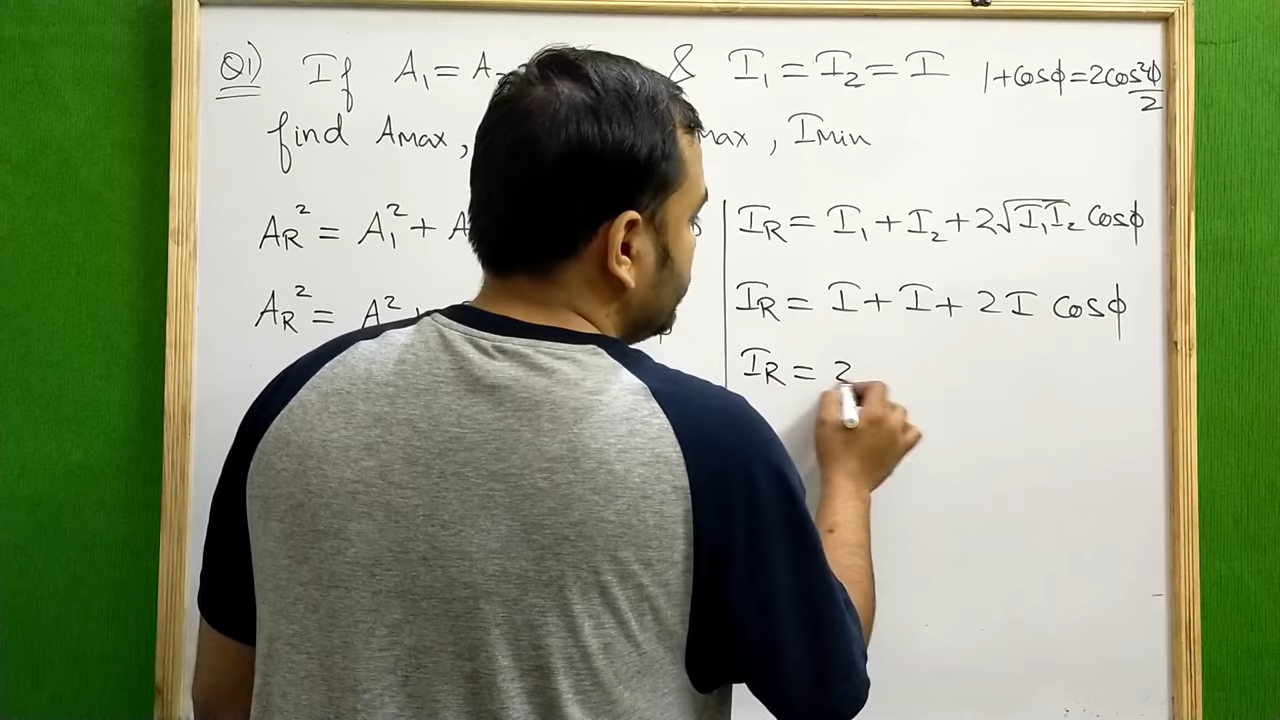 Q1) If A₁ = A & I₁ = I₂ = I
1 + Cosϕ = 2Cos²ϕ/2
find Amax, max, Imin
A_R² = A₁² + A
A_R² = A²
I_R = I₁ + I₂ + 2√I₁I₂ Cosϕ
I_R = I + I + 2I Cosϕ
I_R = 2